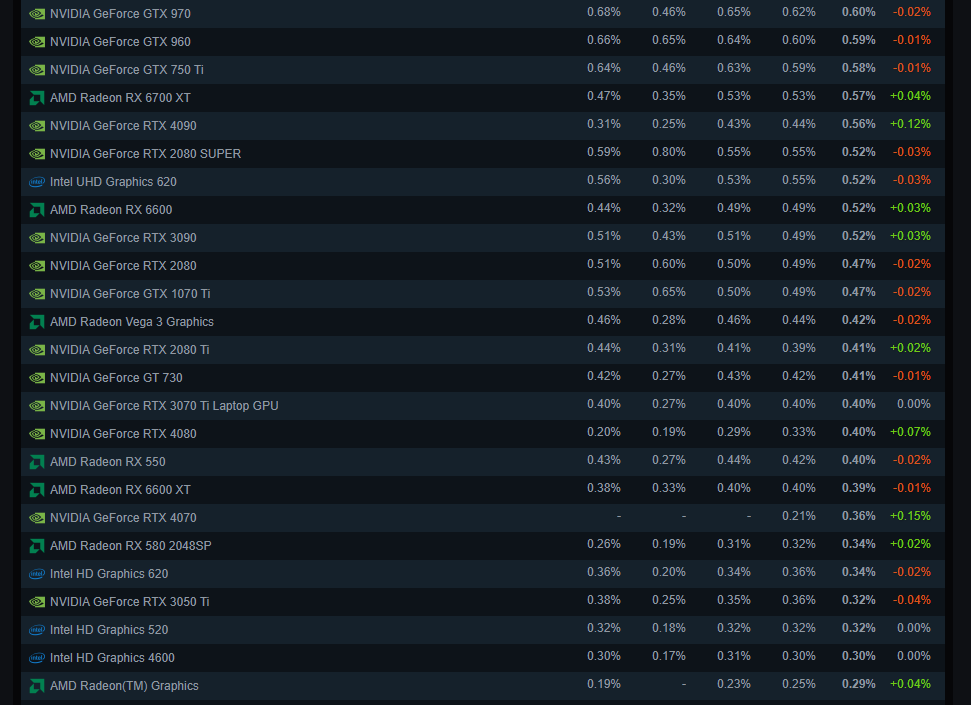 NVIDIA GeForce GTX 970 0.68% 0.46% 0.65% 0.62% 0.60% -0.02%
NVIDIA GeForce GTX 960 0.66% 0.65% 0.64% 0.60% 0.59% -0.01%
NVIDIA GeForce GTX 750 Ti 0.64% 0.46% 0.63% 0.59% 0.58% -0.01%
AMD Radeon RX 6700 XT 0.47% 0.35% 0.53% 0.53% 0.57% +0.04%
NVIDIA GeForce RTX 4090 0.31% 0.25% 0.43% 0.44% 0.56% +0.12%
NVIDIA GeForce RTX 2080 SUPER 0.59% 0.80% 0.55% 0.55% 0.52% -0.03%
intel Intel UHD Graphics 620 0.56% 0.30% 0.53% 0.55% 0.52% -0.03%
AMD Radeon RX 6600 0.44% 0.32% 0.49% 0.49% 0.52% +0.03%
NVIDIA GeForce RTX 3090 0.51% 0.43% 0.51% 0.49% 0.52% +0.03%
NVIDIA GeForce RTX 2080 0.51% 0.60% 0.50% 0.49% 0.47% -0.02%
NVIDIA GeForce GTX 1070 Ti 0.53% 0.65% 0.50% 0.49% 0.47% -0.02%
AMD Radeon Vega 3 Graphics 0.46% 0.28% 0.46% 0.44% 0.42% -0.02%
NVIDIA GeForce RTX 2080 Ti 0.44% 0.31% 0.41% 0.39% 0.41% +0.02%
NVIDIA GeForce GT 730 0.42% 0.27% 0.43% 0.42% 0.41% -0.01%
NVIDIA GeForce RTX 3070 Ti Laptop GPU 0.40% 0.27% 0.40% 0.40% 0.40% 0.00%
NVIDIA GeForce RTX 4080 0.20% 0.19% 0.29% 0.33% 0.40% +0.07%
AMD Radeon RX 550 0.43% 0.27% 0.44% 0.42% 0.40% -0.02%
AMD Radeon RX 6600 XT 0.38% 0.33% 0.40% 0.40% 0.39% -0.01%
NVIDIA GeForce RTX 4070 - - - 0.21% 0.36% +0.15%
AMD Radeon RX 580 2048SP 0.26% 0.19% 0.31% 0.32% 0.34% +0.02%
intel Intel HD Graphics 620 0.36% 0.20% 0.34% 0.36% 0.34% -0.02%
NVIDIA GeForce RTX 3050 Ti 0.38% 0.25% 0.35% 0.36% 0.32% -0.04%
intel Intel HD Graphics 520 0.32% 0.18% 0.32% 0.32% 0.32% 0.00%
intel Intel HD Graphics 4600 0.30% 0.17% 0.31% 0.30% 0.30% 0.00%
AMD Radeon(TM) Graphics 0.19% - 0.23% 0.25% 0.29% +0.04%